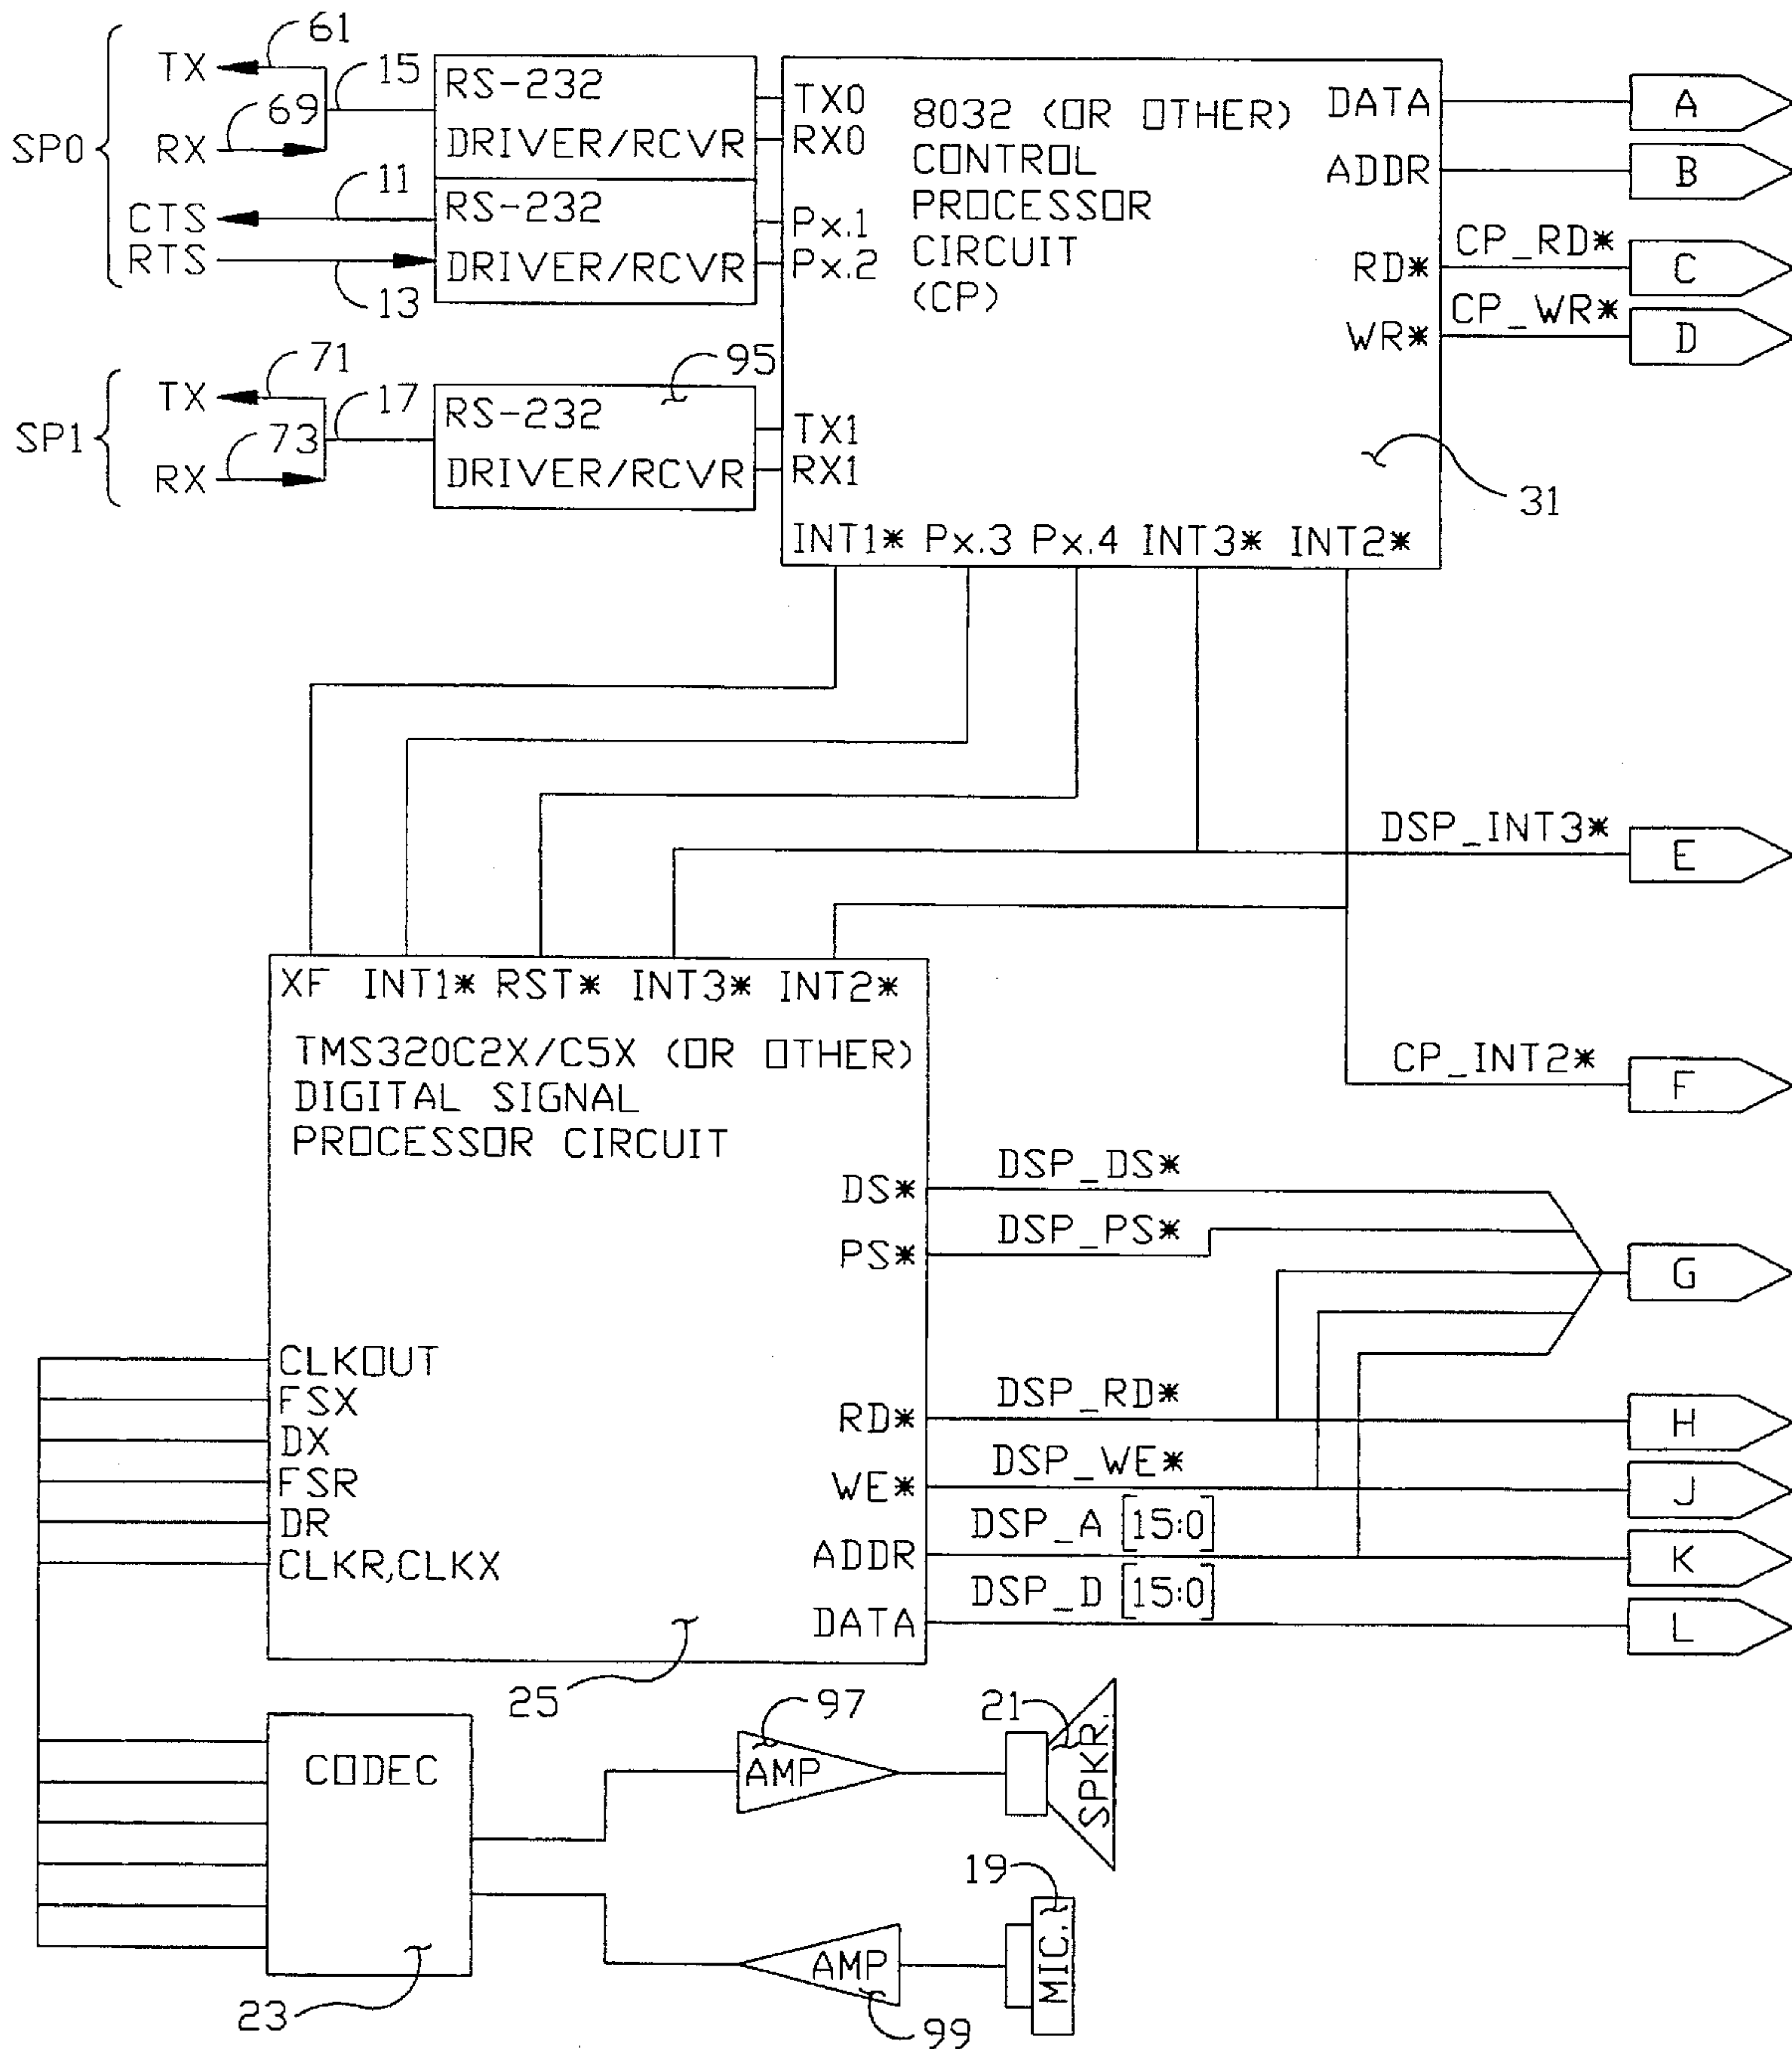 61
TX
15
69
RX
SP0
11
CTS
RTS
13
RS-232
DRIVER/RCVR
RS-232
DRIVER/RCVR
TX0
RX0
Px.1
Px.2
8032 (OR OTHER)
CONTROL
PROCESSOR
CIRCUIT
(CP)
DATA
ADDR
RD*
WR*
CP_RD*
CP_WR*
A
B
C
D
71
TX
17
73
RX
SP1
RS-232
DRIVER/RCVR
95
TX1
RX1
31
INT1* Px.3 Px.4 INT3* INT2*
DSP_INT3*
E
XF INT1* RST* INT3* INT2*
TMS320C2X/C5X (OR OTHER)
DIGITAL SIGNAL
PROCESSOR CIRCUIT
CP_INT2*
F
DS*
DSP_DS*
PS*
DSP_PS*
G
CLKOUT
FSX
DX
FSR
DR
CLKR,CLKX
RD*
DSP_RD*
H
WE*
DSP_WE*
J
ADDR
DSP_A [15:0]
K
DATA
DSP_D [15:0]
L
25
CODEC
23
97
AMP
21
SPKR.
19
MIC.
AMP
99